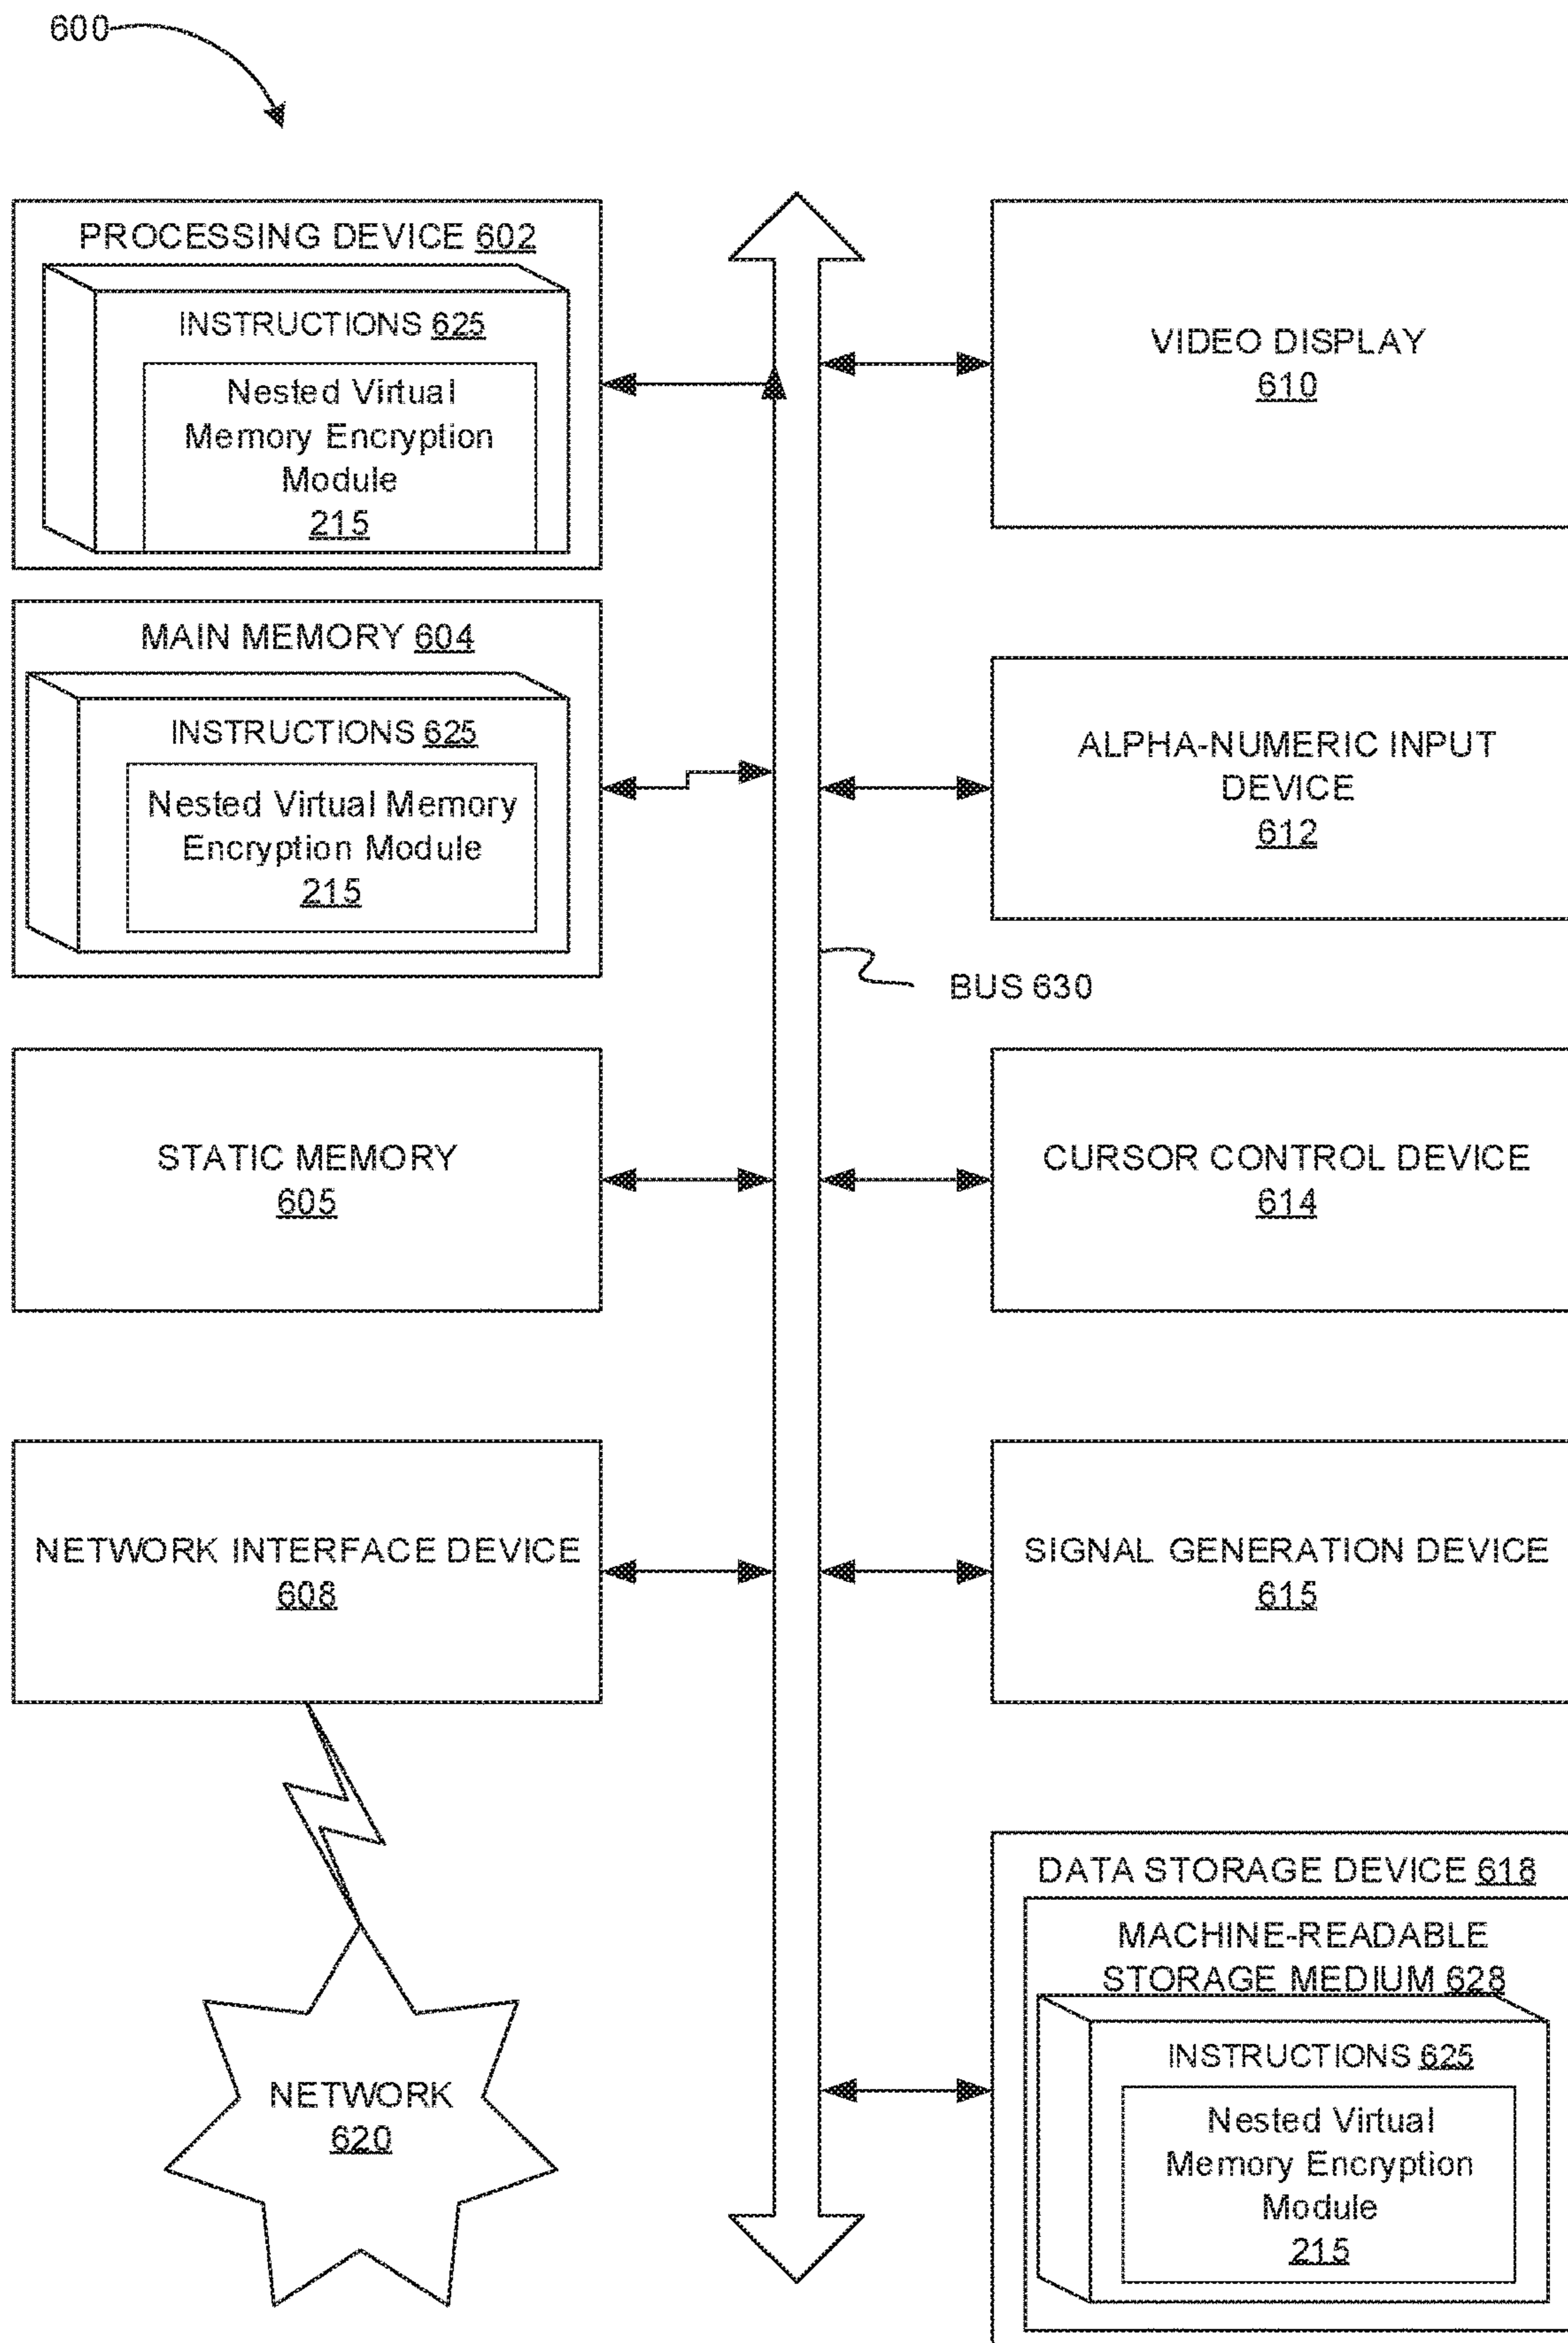 600
PROCESSING DEVICE 602
INSTRUCTIONS 625
Nested Virtual
Memory Encryption
Module
215
MAIN MEMORY 604
INSTRUCTIONS 625
Nested Virtual Memory
Encryption Module
215
STATIC MEMORY
605
NETWORK INTERFACE DEVICE
608
NETWORK
620
VIDEO DISPLAY
610
ALPHA-NUMERIC INPUT
DEVICE
612
BUS 630
CURSOR CONTROL DEVICE
614
SIGNAL GENERATION DEVICE
615
DATA STORAGE DEVICE 618
MACHINE-READABLE
STORAGE MEDIUM 628
INSTRUCTIONS 625
Nested Virtual
Memory Encryption
Module
215